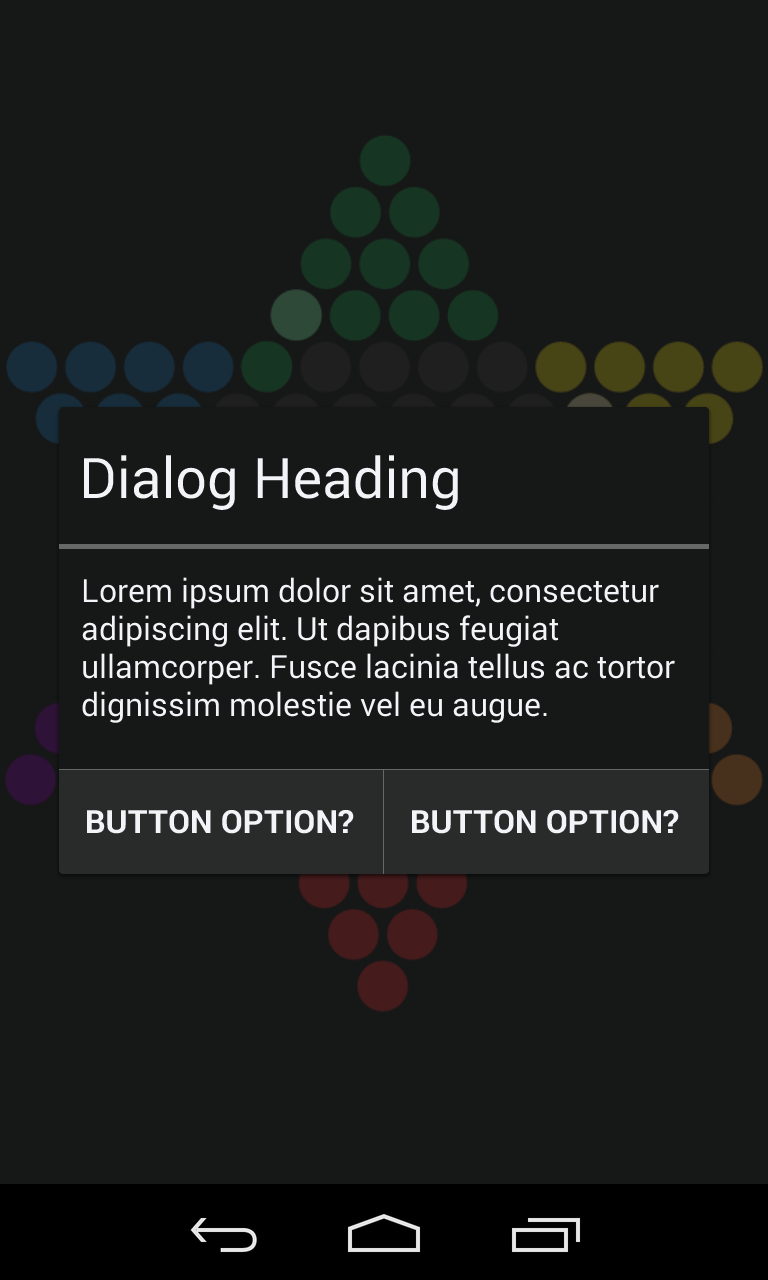 Dialog Heading
Lorem ipsum dolor sit amet, consectetur
adipiscing elit. Ut dapibus feugiat
ullamcorper. Fusce lacinia tellus ac tortor
dignissim molestie vel eu augue.
BUTTON OPTION? BUTTON OPTION?